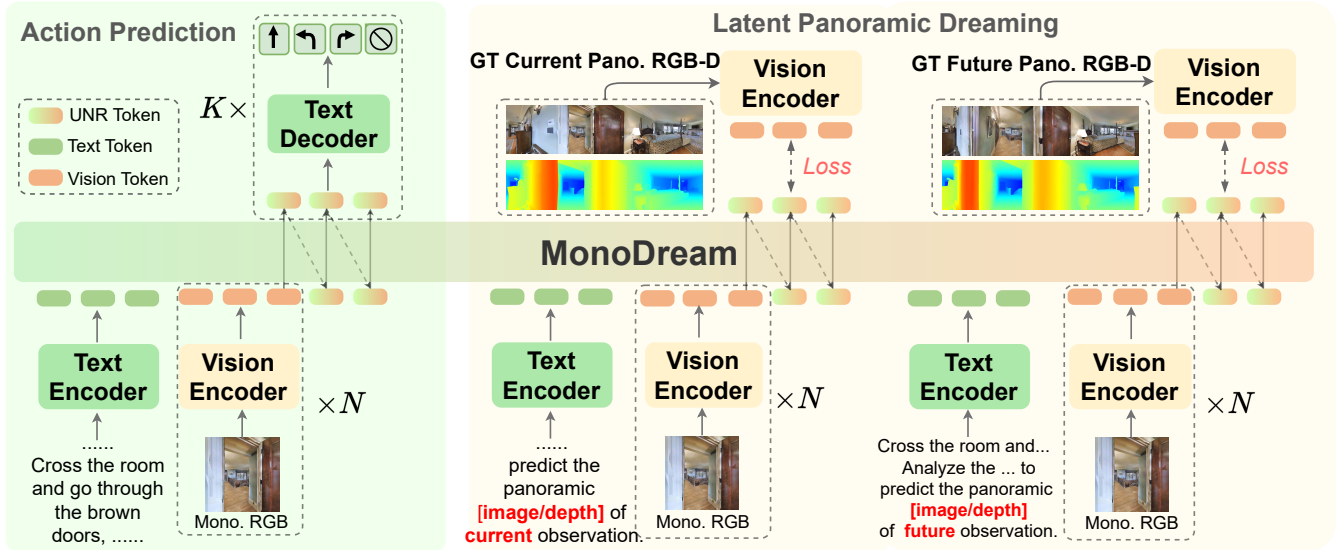 Action Prediction
K×
Text
Decoder
UNR Token
Text Token
Vision Token
Latent Panoramic Dreaming
GT Current Pano. RGB-D
Vision
Encoder
Loss
GT Future Pano. RGB-D
Vision
Encoder
Loss
MonoDream
Text
Encoder
Vision
Encoder
×N
......
Cross the room
and go through
the brown
doors, ......
Mono. RGB
Text
Encoder
Vision
Encoder
×N
......
predict the
panoramic
[image/depth] of
current observation.
Mono. RGB
Text
Encoder
Vision
Encoder
×N
Cross the room and...
Analyze the ... to
predict the panoramic
[image/depth]
of future observation.
Mono. RGB